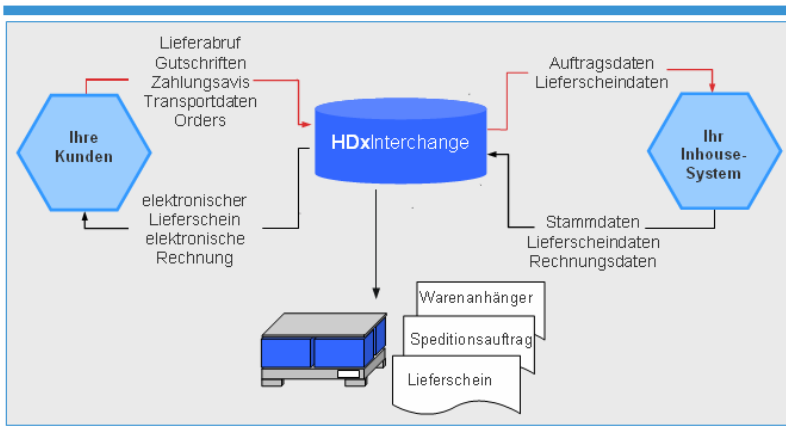 Lieferabruf
Gutschriften
Zahlungsavis
Transportdaten
Orders
Auftragsdaten
Lieferscheindaten
Ihre
Kunden
HDxInterchange
Ihr
Inhouse-
System
elektronischer
Lieferschein
elektronische
Rechnung
Stammdaten
Lieferscheindaten
Rechnungsdaten
Warenanhänger
Speditionsauftrag
Lieferschein